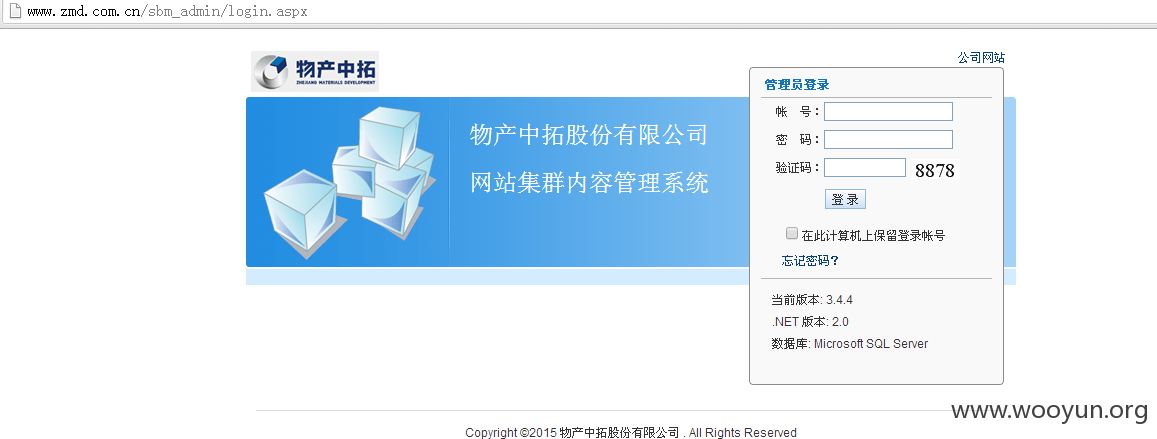 www.zmd.com.cn/sbm_admin/login.aspx
物产中拓
ZHEJIANG MATERIALS DEVELOPMENT
公司网站
物产中拓股份有限公司
网站集群内容管理系统
管理员登录
帐 号：
密 码：
验证码： 8878
登 录
在此计算机上保留登录帐号
忘记密码？
当前版本: 3.4.4
.NET 版本: 2.0
数据库: Microsoft SQL Server
www.wooyun.org
Copyright ©2015 物产中拓股份有限公司 . All Rights Reserved